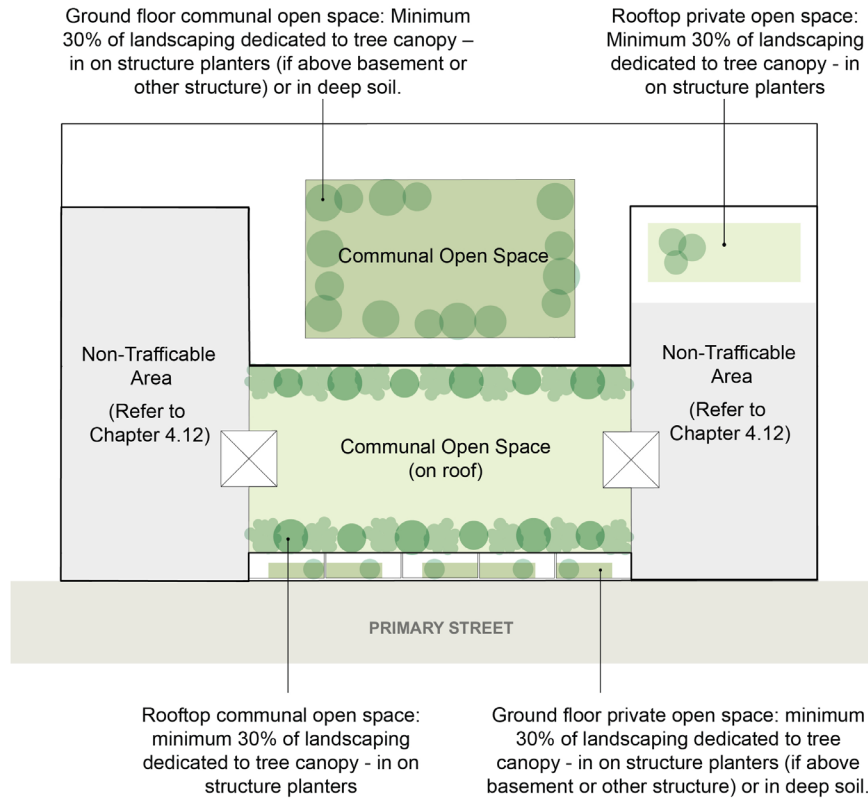 Ground floor communal open space: Minimum
30% of landscaping dedicated to tree canopy –
in on structure planters (if above basement or
other structure) or in deep soil.
Rooftop private open space:
Minimum 30% of landscaping
dedicated to tree canopy - in
on structure planters
Communal Open Space
Non-Trafficable
Area
(Refer to
Chapter 4.12)
Non-Trafficable
Area
(Refer to
Chapter 4.12)
Communal Open Space
(on roof)
PRIMARY STREET
Rooftop communal open space:
minimum 30% of landscaping
dedicated to tree canopy - in on
structure planters
Ground floor private open space: minimum
30% of landscaping dedicated to tree
canopy - in on structure planters (if above
basement or other structure) or in deep soil.